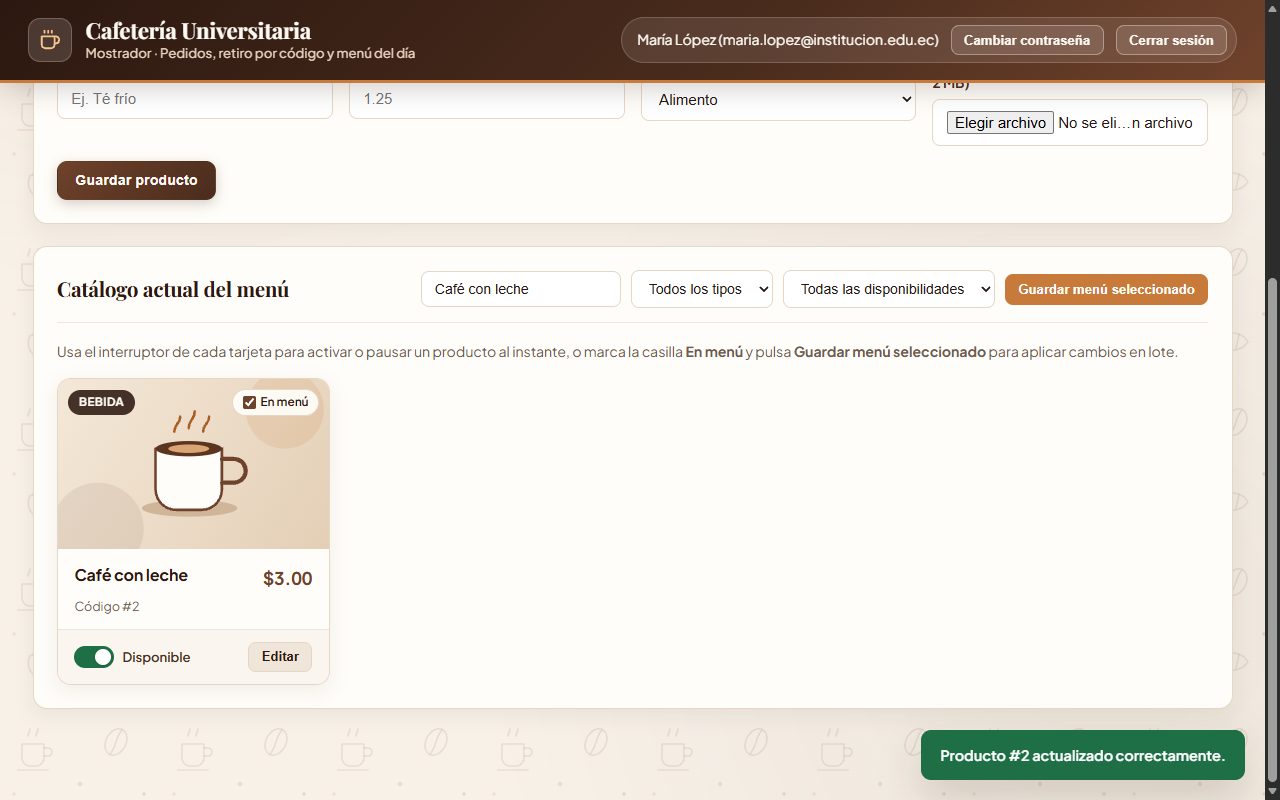 Cafetería Universitaria
Mostrador · Pedidos, retiro por código y menú del día
María López (maria.lopez@institucion.edu.ec)
Cambiar contraseña
Cerrar sesión
2 MB)
Ej. Té frío
1.25
Alimento
Elegir archivo No se eli…n archivo
Guardar producto
Catálogo actual del menú
Café con leche
Todos los tipos
Todas las disponibilidades
Guardar menú seleccionado
Usa el interruptor de cada tarjeta para activar o pausar un producto al instante, o marca la casilla En menú y pulsa Guardar menú seleccionado para aplicar cambios en lote.
BEBIDA
En menú
Café con leche
$3.00
Código #2
Disponible
Editar
Producto #2 actualizado correctamente.